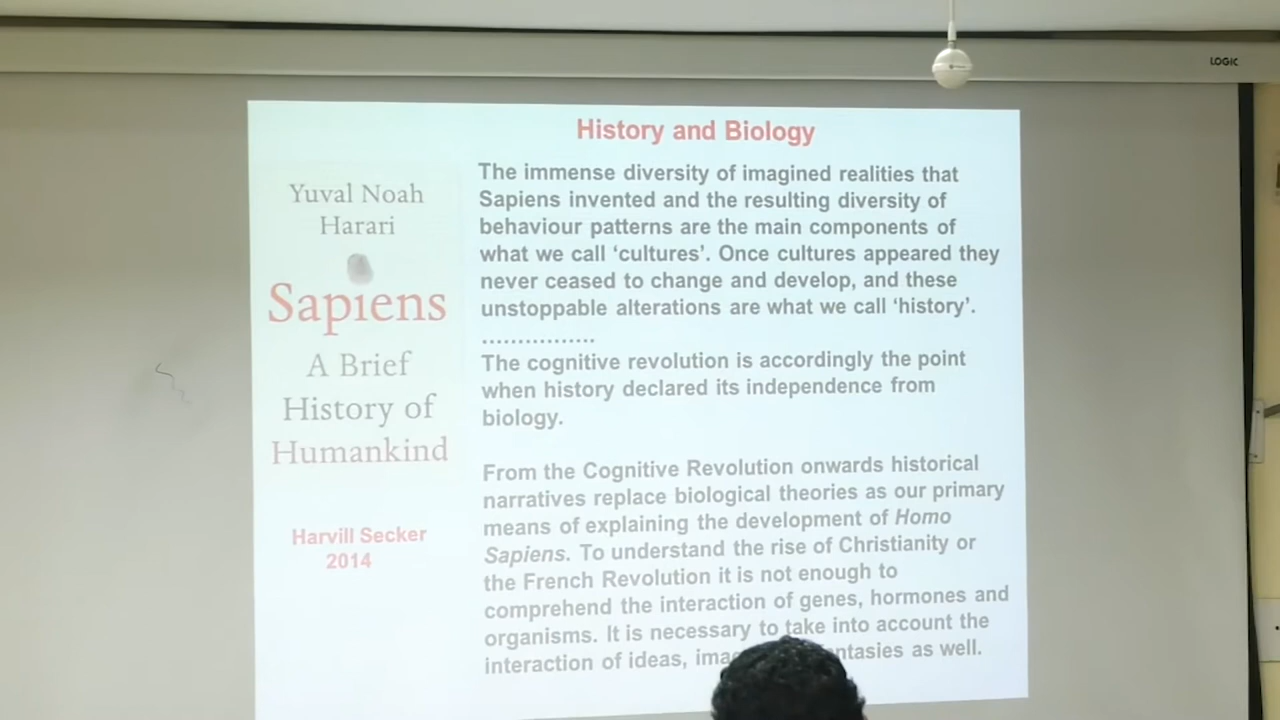 LOGIC
History and Biology
Yuval Noah
Harari
Sapiens
A Brief
History of
Humankind
Harvill Secker
2014
The immense diversity of imagined realities that
Sapiens invented and the resulting diversity of
behaviour patterns are the main components of
what we call ‘cultures’. Once cultures appeared they
never ceased to change and develop, and these
unstoppable alterations are what we call ‘history’.
................
The cognitive revolution is accordingly the point
when history declared its independence from
biology.
From the Cognitive Revolution onwards historical
narratives replace biological theories as our primary
means of explaining the development of Homo
Sapiens. To understand the rise of Christianity or
the French Revolution it is not enough to
comprehend the interaction of genes, hormones and
organisms. It is necessary to take into account the
interaction of ideas, as well.